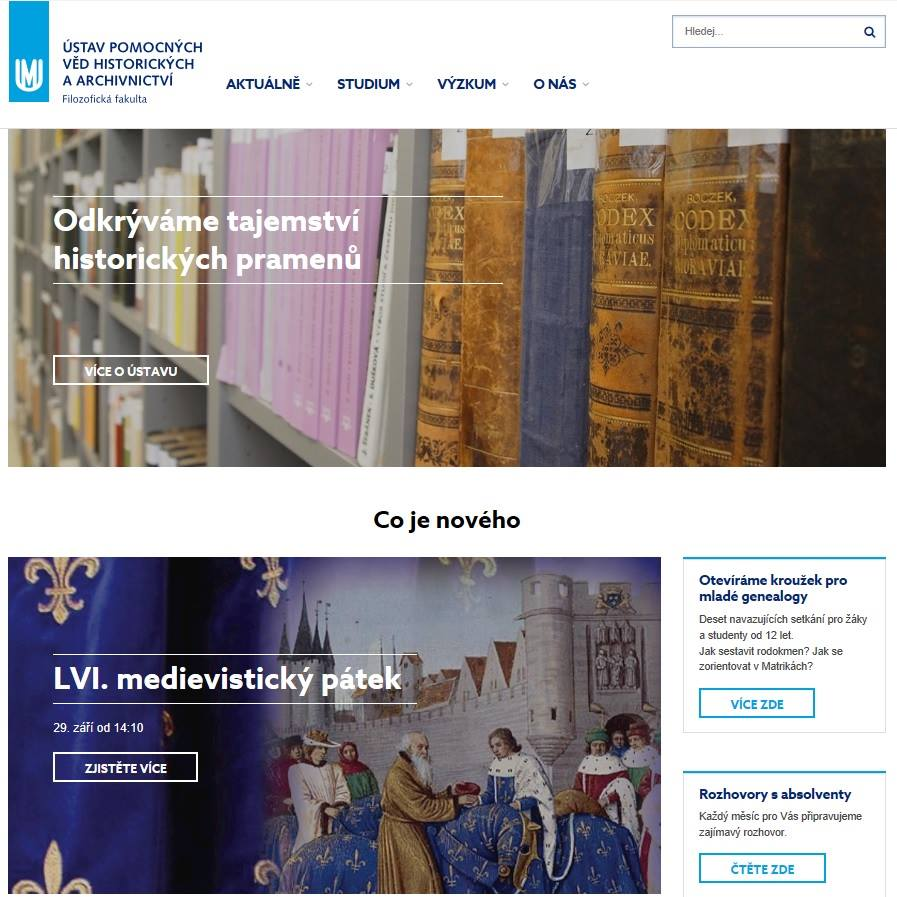 ÚSTAV POMOCNÝCH
VĚD HISTORICKÝCH
A ARCHIVNICTVÍ
Filozofická fakulta
AKTUÁLNĚ
STUDIUM
VÝZKUM
O NÁS
Hledej...
Odkrýváme tajemství
historických pramenů
VÍCE O ÚSTAVU
BOCZEK,
CODEX
BOCZEK,
CODEX
Co je nového
LVI. medievistický pátek
29. září od 14:10
ZJISTĚTE VÍCE
Otevíráme kroužek pro
mladé genealogy
Deset navazujících setkání pro žáky
a studenty od 12 let.
Jak sestavit rodokmen? Jak se
zorientovat v Matrikách?
VÍCE ZDE
Rozhovory s absolventy
Každý měsíc pro Vás připravujeme
zajímavý rozhovor.
ČTĚTE ZDE